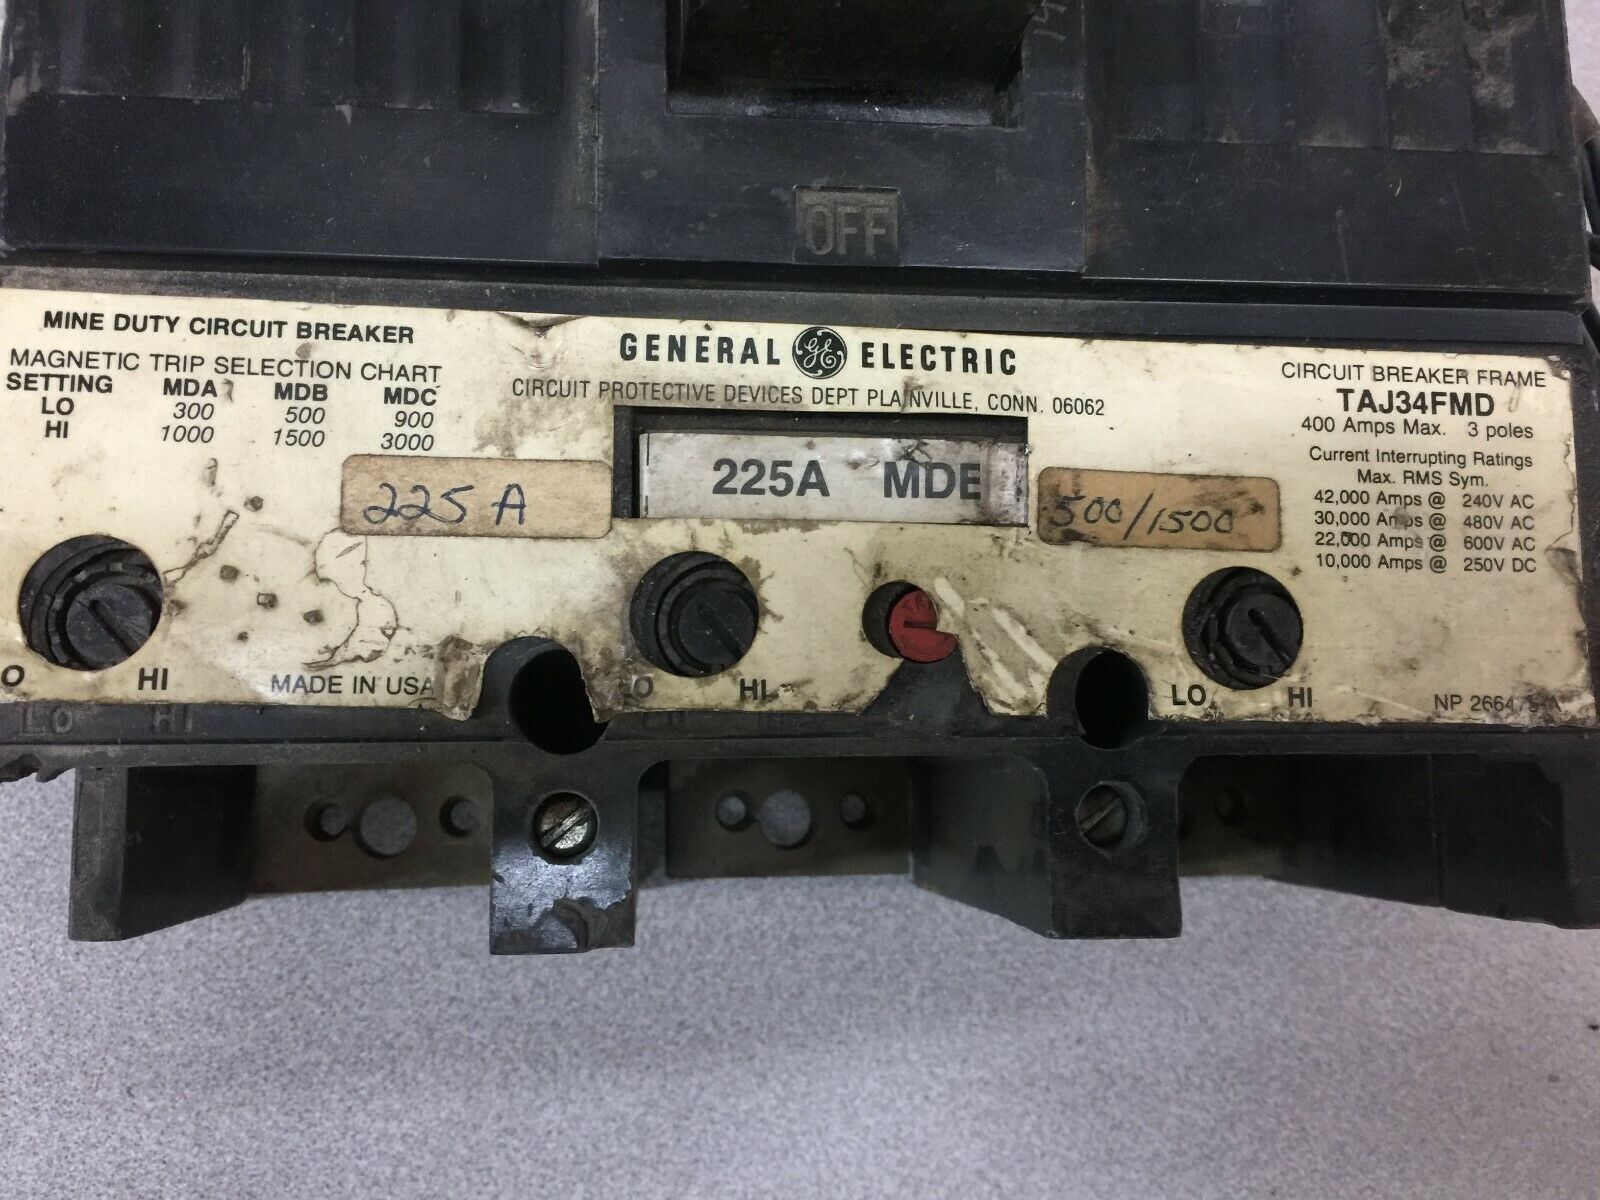 OFF
MINE DUTY CIRCUIT BREAKER
MAGNETIC TRIP SELECTION CHART
SETTING MDA MDB MDC
LO 300 500 900
HI 1000 1500 3000
GENERAL GE ELECTRIC
CIRCUIT PROTECTIVE DEVICES DEPT PLAINVILLE, CONN. 06062
CIRCUIT BREAKER FRAME
TAJ34FMD
400 Amps Max. 3 poles
Current Interrupting Ratings
Max. RMS Sym.
42,000 Amps @ 240V AC
30,000 Amps @ 480V AC
22,000 Amps @ 600V AC
10,000 Amps @ 250V DC
225 A
225A MDE
500/1500
O HI
MADE IN USA
O HI
LO HI
NP
LO HI